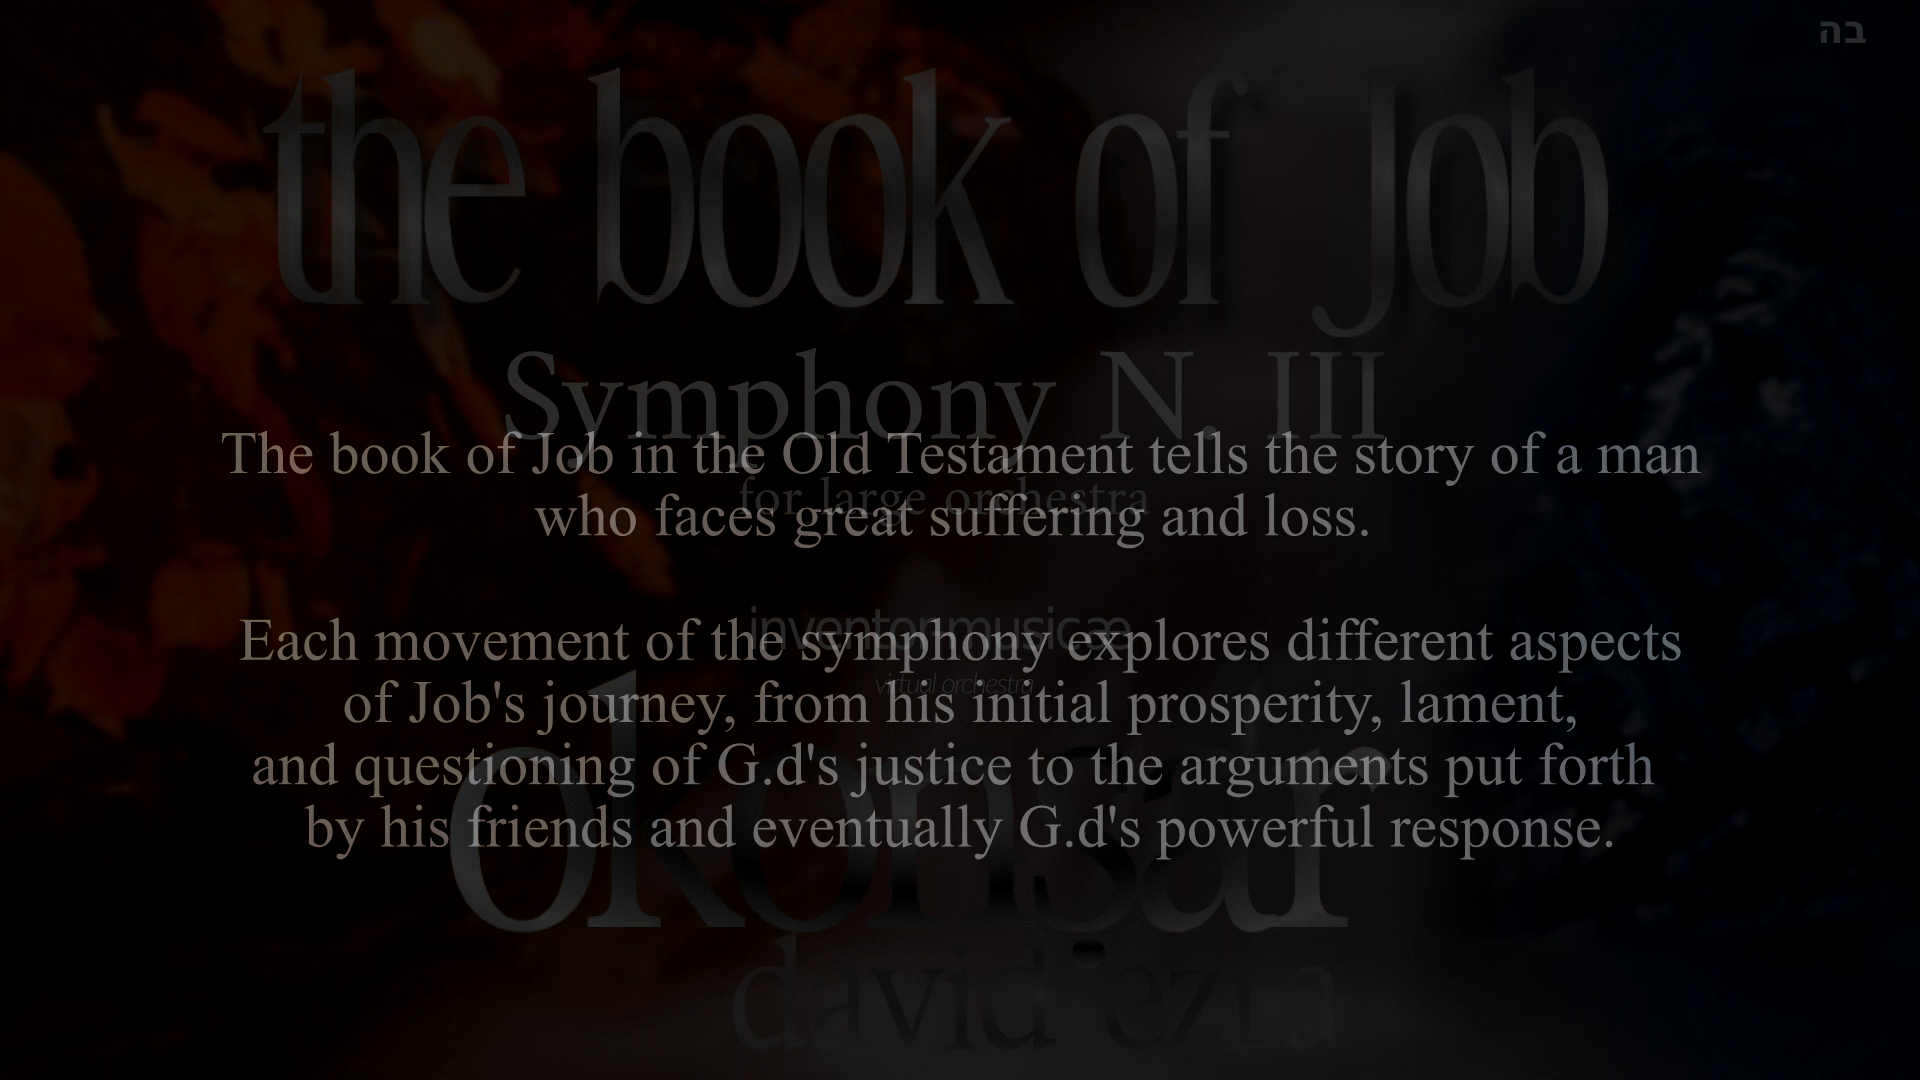 בה
the book of Job
Symphony N. III
The book of Job in the Old Testament tells the story of a man
for large orchestra
who faces great suffering and loss.
inventor musicæ
Each movement of the symphony explores different aspects
virtual orchestra
of Job's journey, from his initial prosperity, lament,
and questioning of G.d's justice to the arguments put forth
by his friends and eventually G.d's powerful response.
okonşar
david ezra